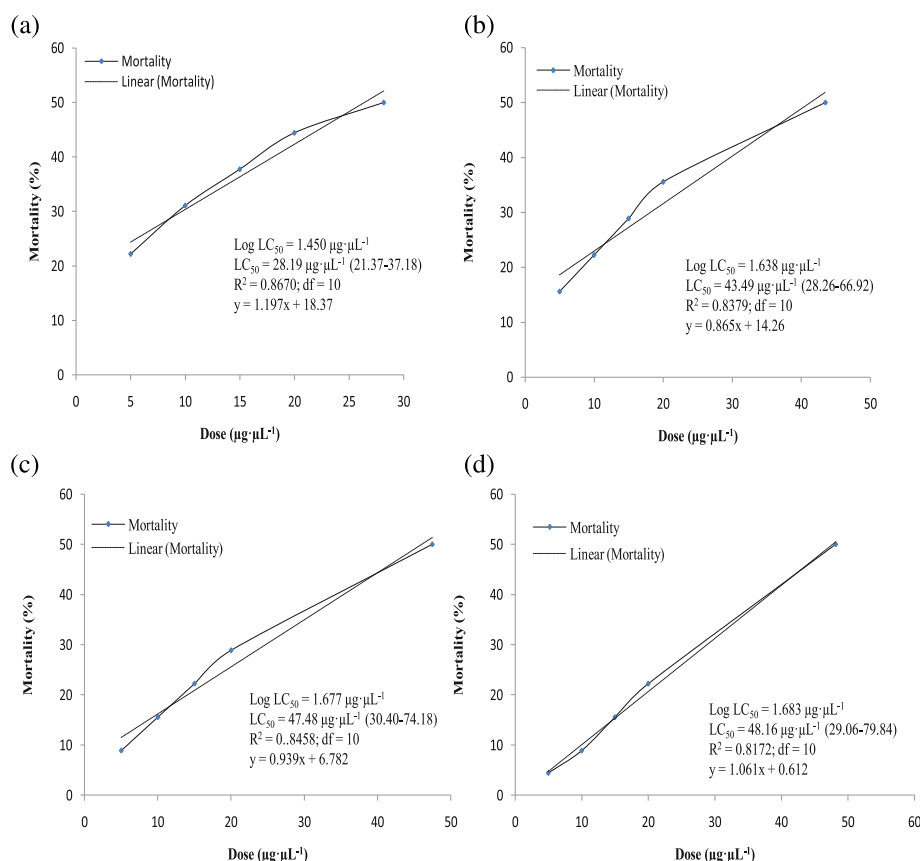 (a)
Mortality
Linear (Mortality)
60
50
40
30
20
10
0
Mortality (%)
Log LC₅₀ = 1.450 µg·µL⁻¹
LC₅₀ = 28.19 µg·µL⁻¹ (21.37-37.18)
R² = 0.8670; df = 10
y = 1.197x + 18.37
0 5 10 15 20 25 30
Dose (µg·µL⁻¹)
(b)
Mortality
Linear (Mortality)
60
50
40
30
20
10
0
Mortality (%)
Log LC₅₀ = 1.638 µg·µL⁻¹
LC₅₀ = 43.49 µg·µL⁻¹ (28.26-66.92)
R² = 0.8379; df = 10
y = 0.865x + 14.26
0 10 20 30 40 50
Dose (µg·µL⁻¹)
(c)
Mortality
Linear (Mortality)
60
50
40
30
20
10
0
Mortality (%)
Log LC₅₀ = 1.677 µg·µL⁻¹
LC₅₀ = 47.48 µg·µL⁻¹ (30.40-74.18)
R² = 0..8458; df = 10
y = 0.939x + 6.782
0 10 20 30 40 50
Dose (µg·µL⁻¹)
(d)
Mortality
Linear (Mortality)
60
50
40
30
20
10
0
Mortality (%)
Log LC₅₀ = 1.683 µg·µL⁻¹
LC₅₀ = 48.16 µg·µL⁻¹ (29.06-79.84)
R² = 0.8172; df = 10
y = 1.061x + 0.612
0 10 20 30 40 50 60
Dose (µg·µL⁻¹)